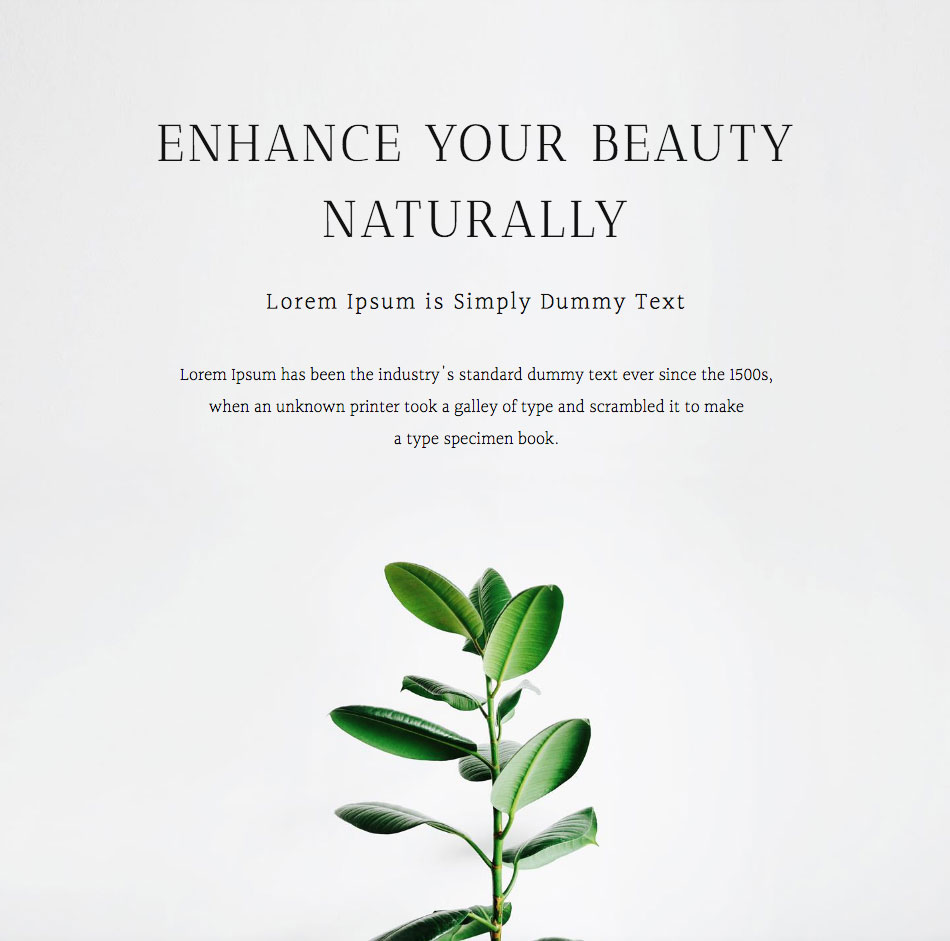 ENHANCE YOUR BEAUTY
NATURALLY
Lorem Ipsum is Simply Dummy Text
Lorem Ipsum has been the industry's standard dummy text ever since the 1500s,
when an unknown printer took a galley of type and scrambled it to make
a type specimen book.